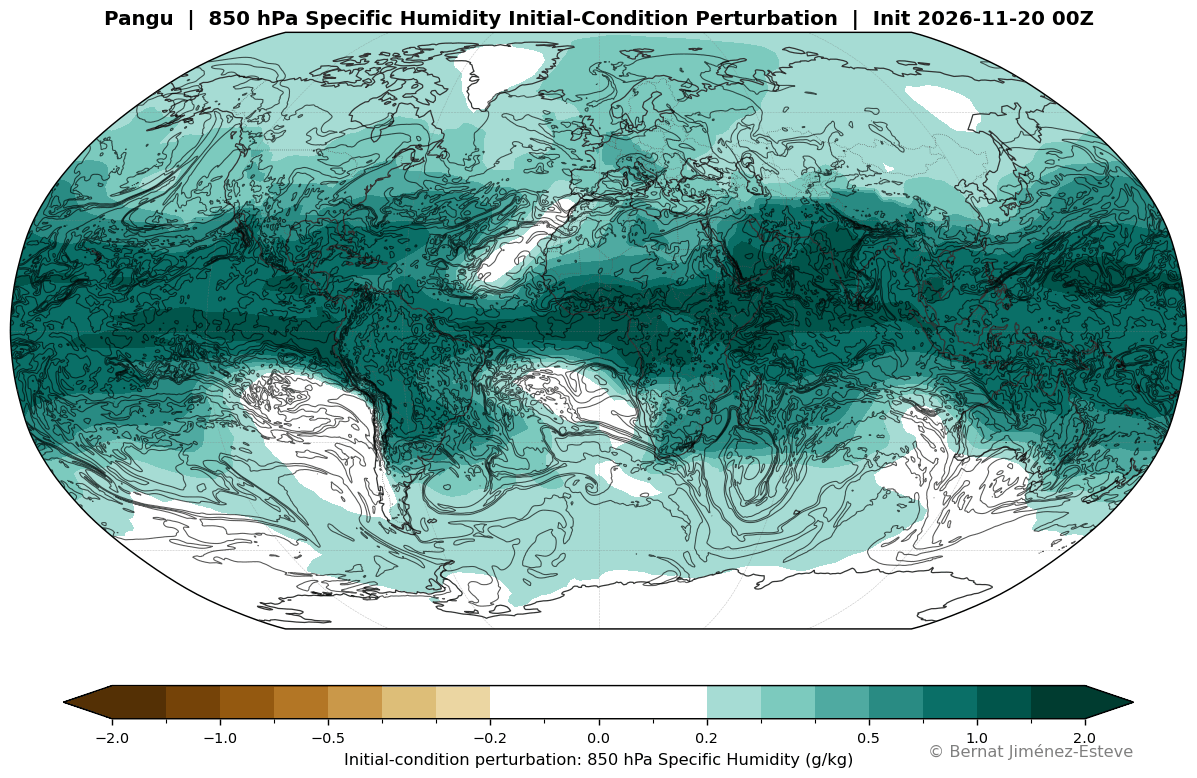 Pangu | 850 hPa Specific Humidity Initial-Condition Perturbation | Init 2026-11-20 00Z
−2.0 −1.0 −0.5 −0.2 0.0 0.2 0.5 1.0 2.0
Initial-condition perturbation: 850 hPa Specific Humidity (g/kg)
© Bernat Jiménez-Esteve